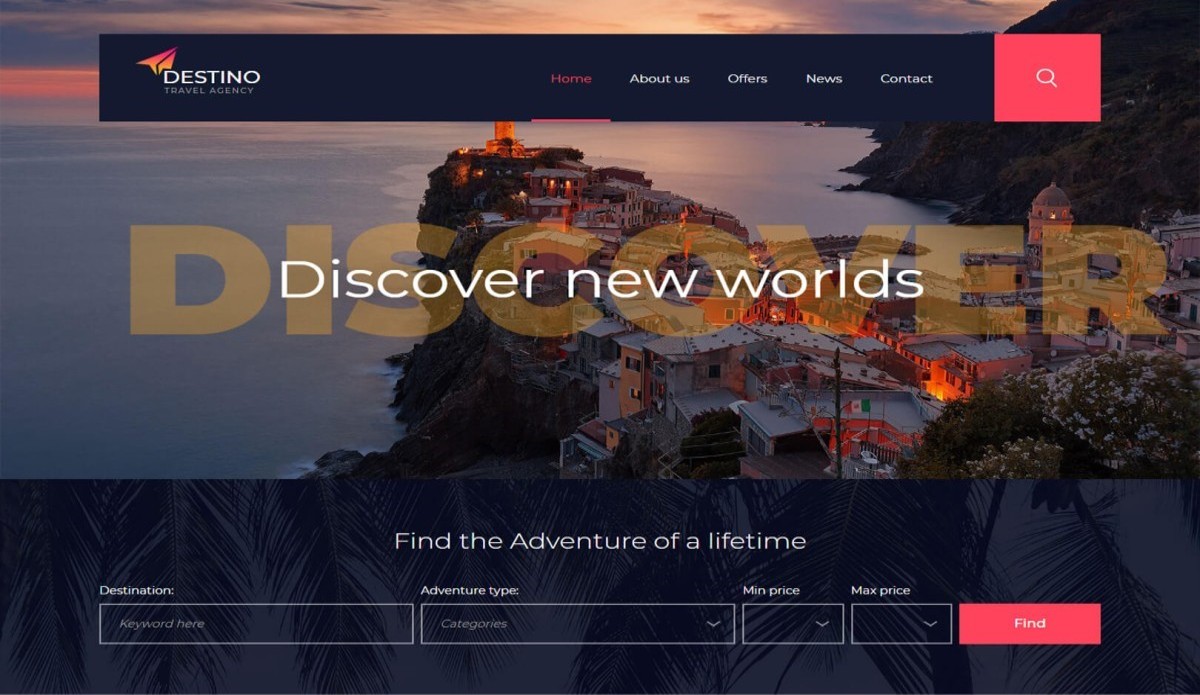 DESTINO
TRAVEL AGENCY
Home About us Offers News Contact
DISCOVER
Discover new worlds
Find the Adventure of a lifetime
Destination: Adventure type: Min price Max price
Keyword here Categories Find